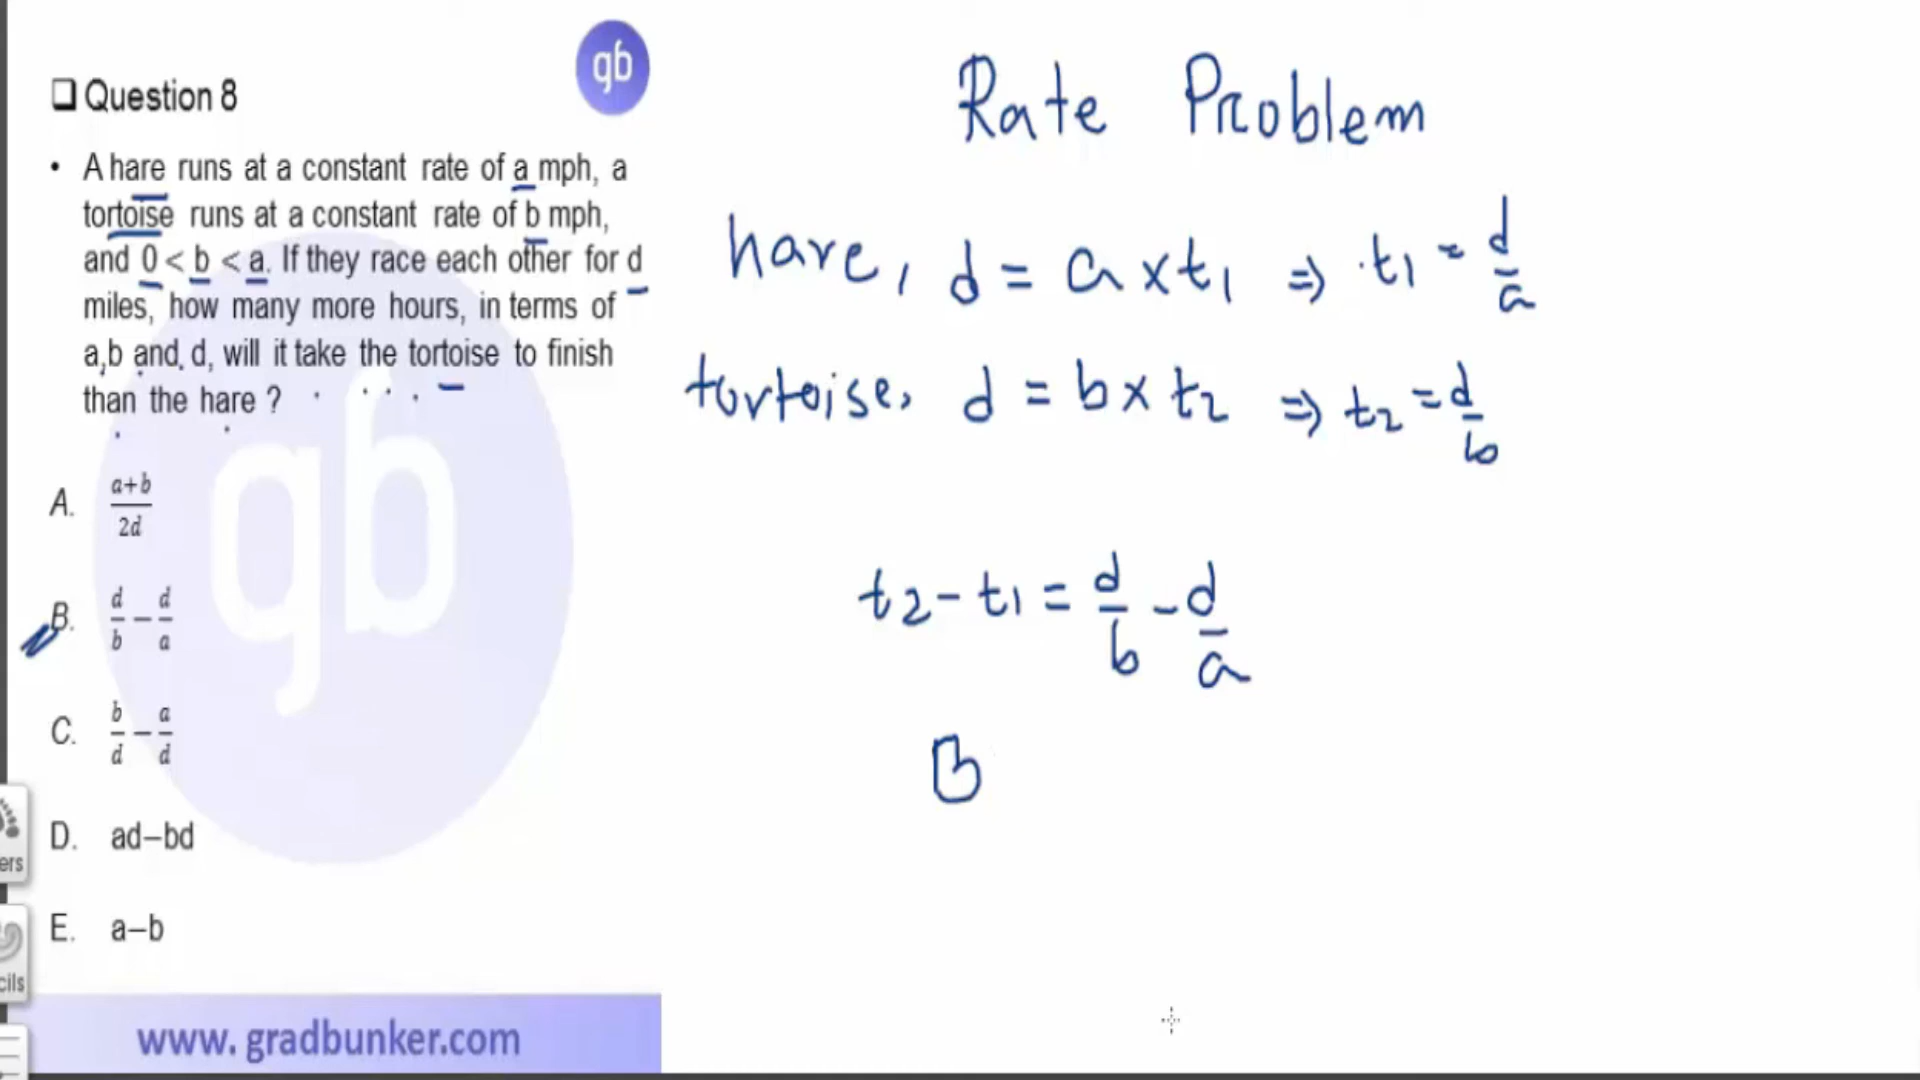 gb
❑ Question 8
• A hare runs at a constant rate of a mph, a
tortoise runs at a constant rate of b mph,
and 0 < b < a. If they race each other for d
miles, how many more hours, in terms of
a,b and, d, will it take the tortoise to finish
than the hare ?
A. a+b/2d
B. d/b − d/a
C. b/d − a/d
D. ad−bd
E. a−b
www. gradbunker.com
Rate Problem
hare, d = a × t1 ⇒ t1 = d/a
tortoise, d = b × t2 ⇒ t2 = d/b
t2 − t1 = d/b − d/a
B
gb
ers
cils